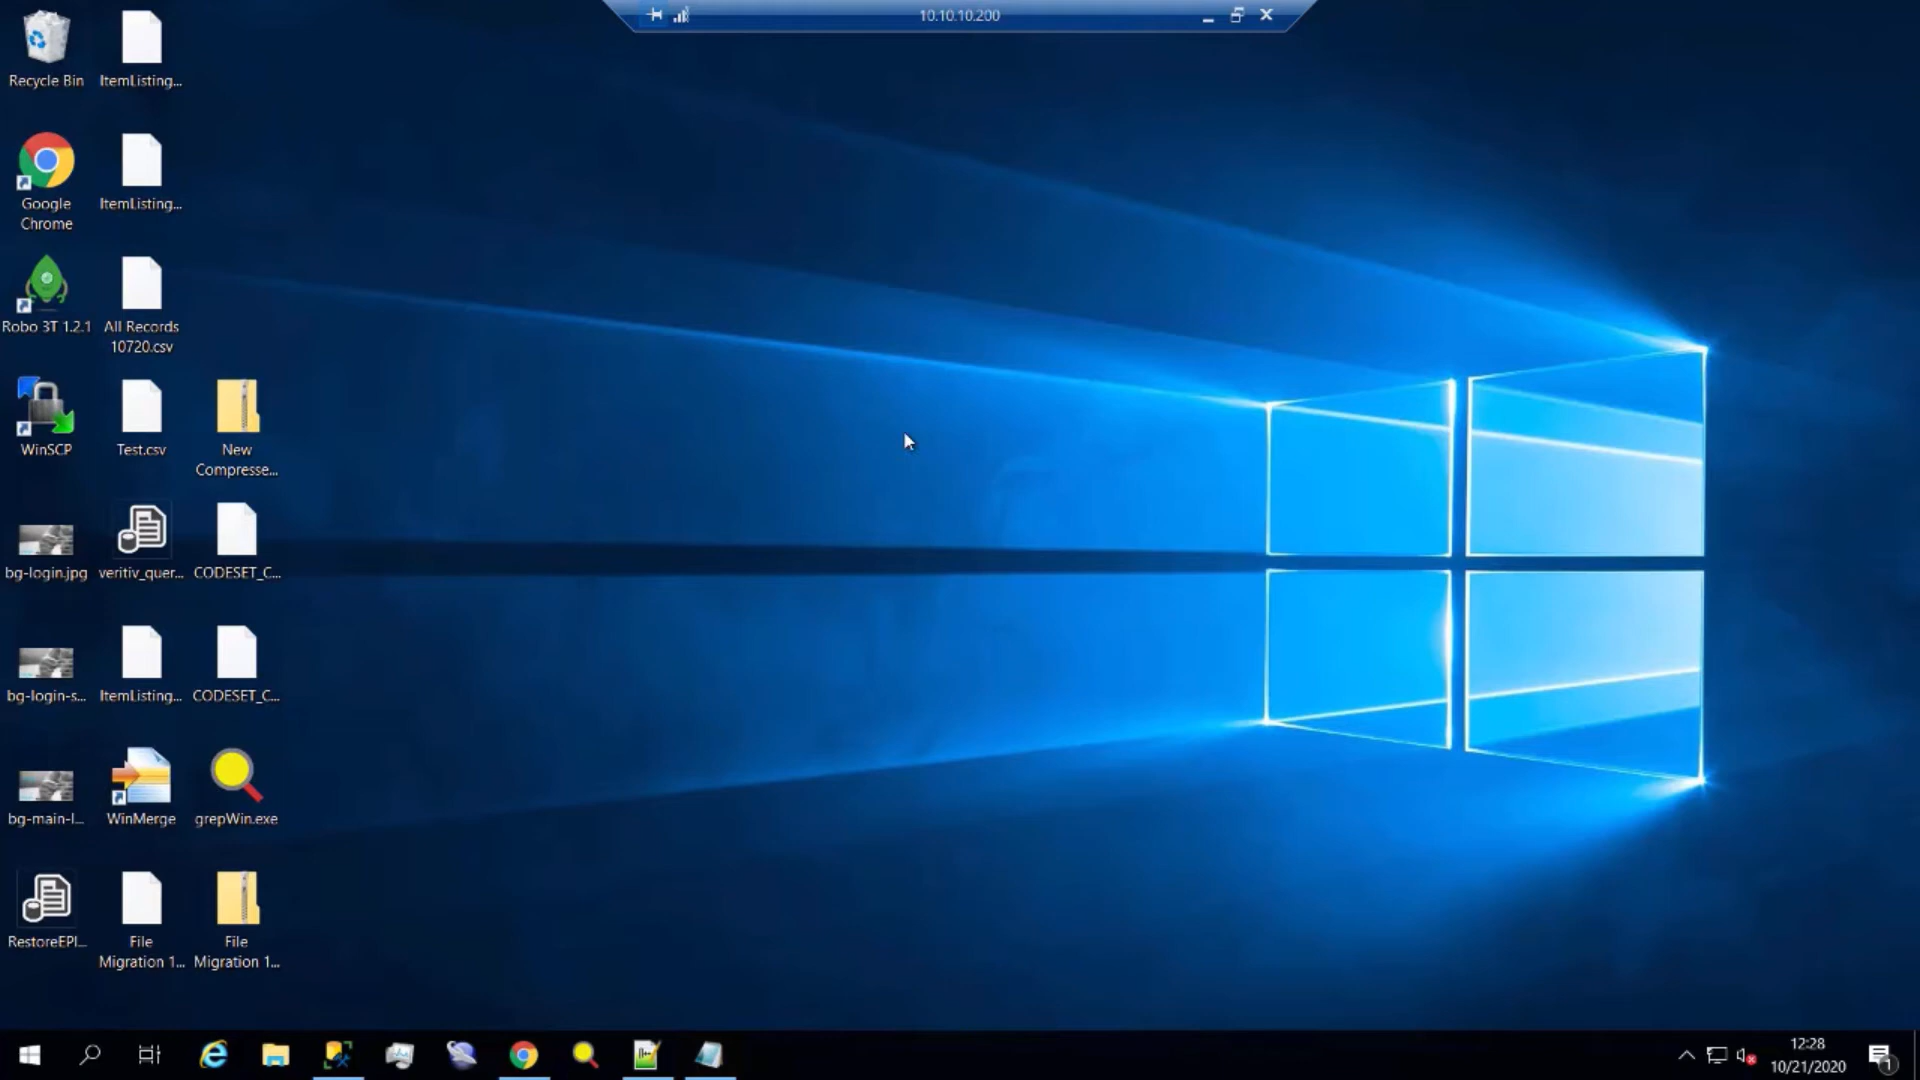 10.10.10.200
Recycle Bin
ItemListing...
Google
Chrome
ItemListing...
Robo 3T 1.2.1
All Records
10720.csv
WinSCP
Test.csv
New
Compresse...
bg-login.jpg
veritiv_quer...
CODESET_C...
bg-login-s...
ItemListing...
CODESET_C...
bg-main-l...
WinMerge
grepWin.exe
RestoreEPI...
File
Migration 1...
File
Migration 1...
12:28
10/21/2020
1